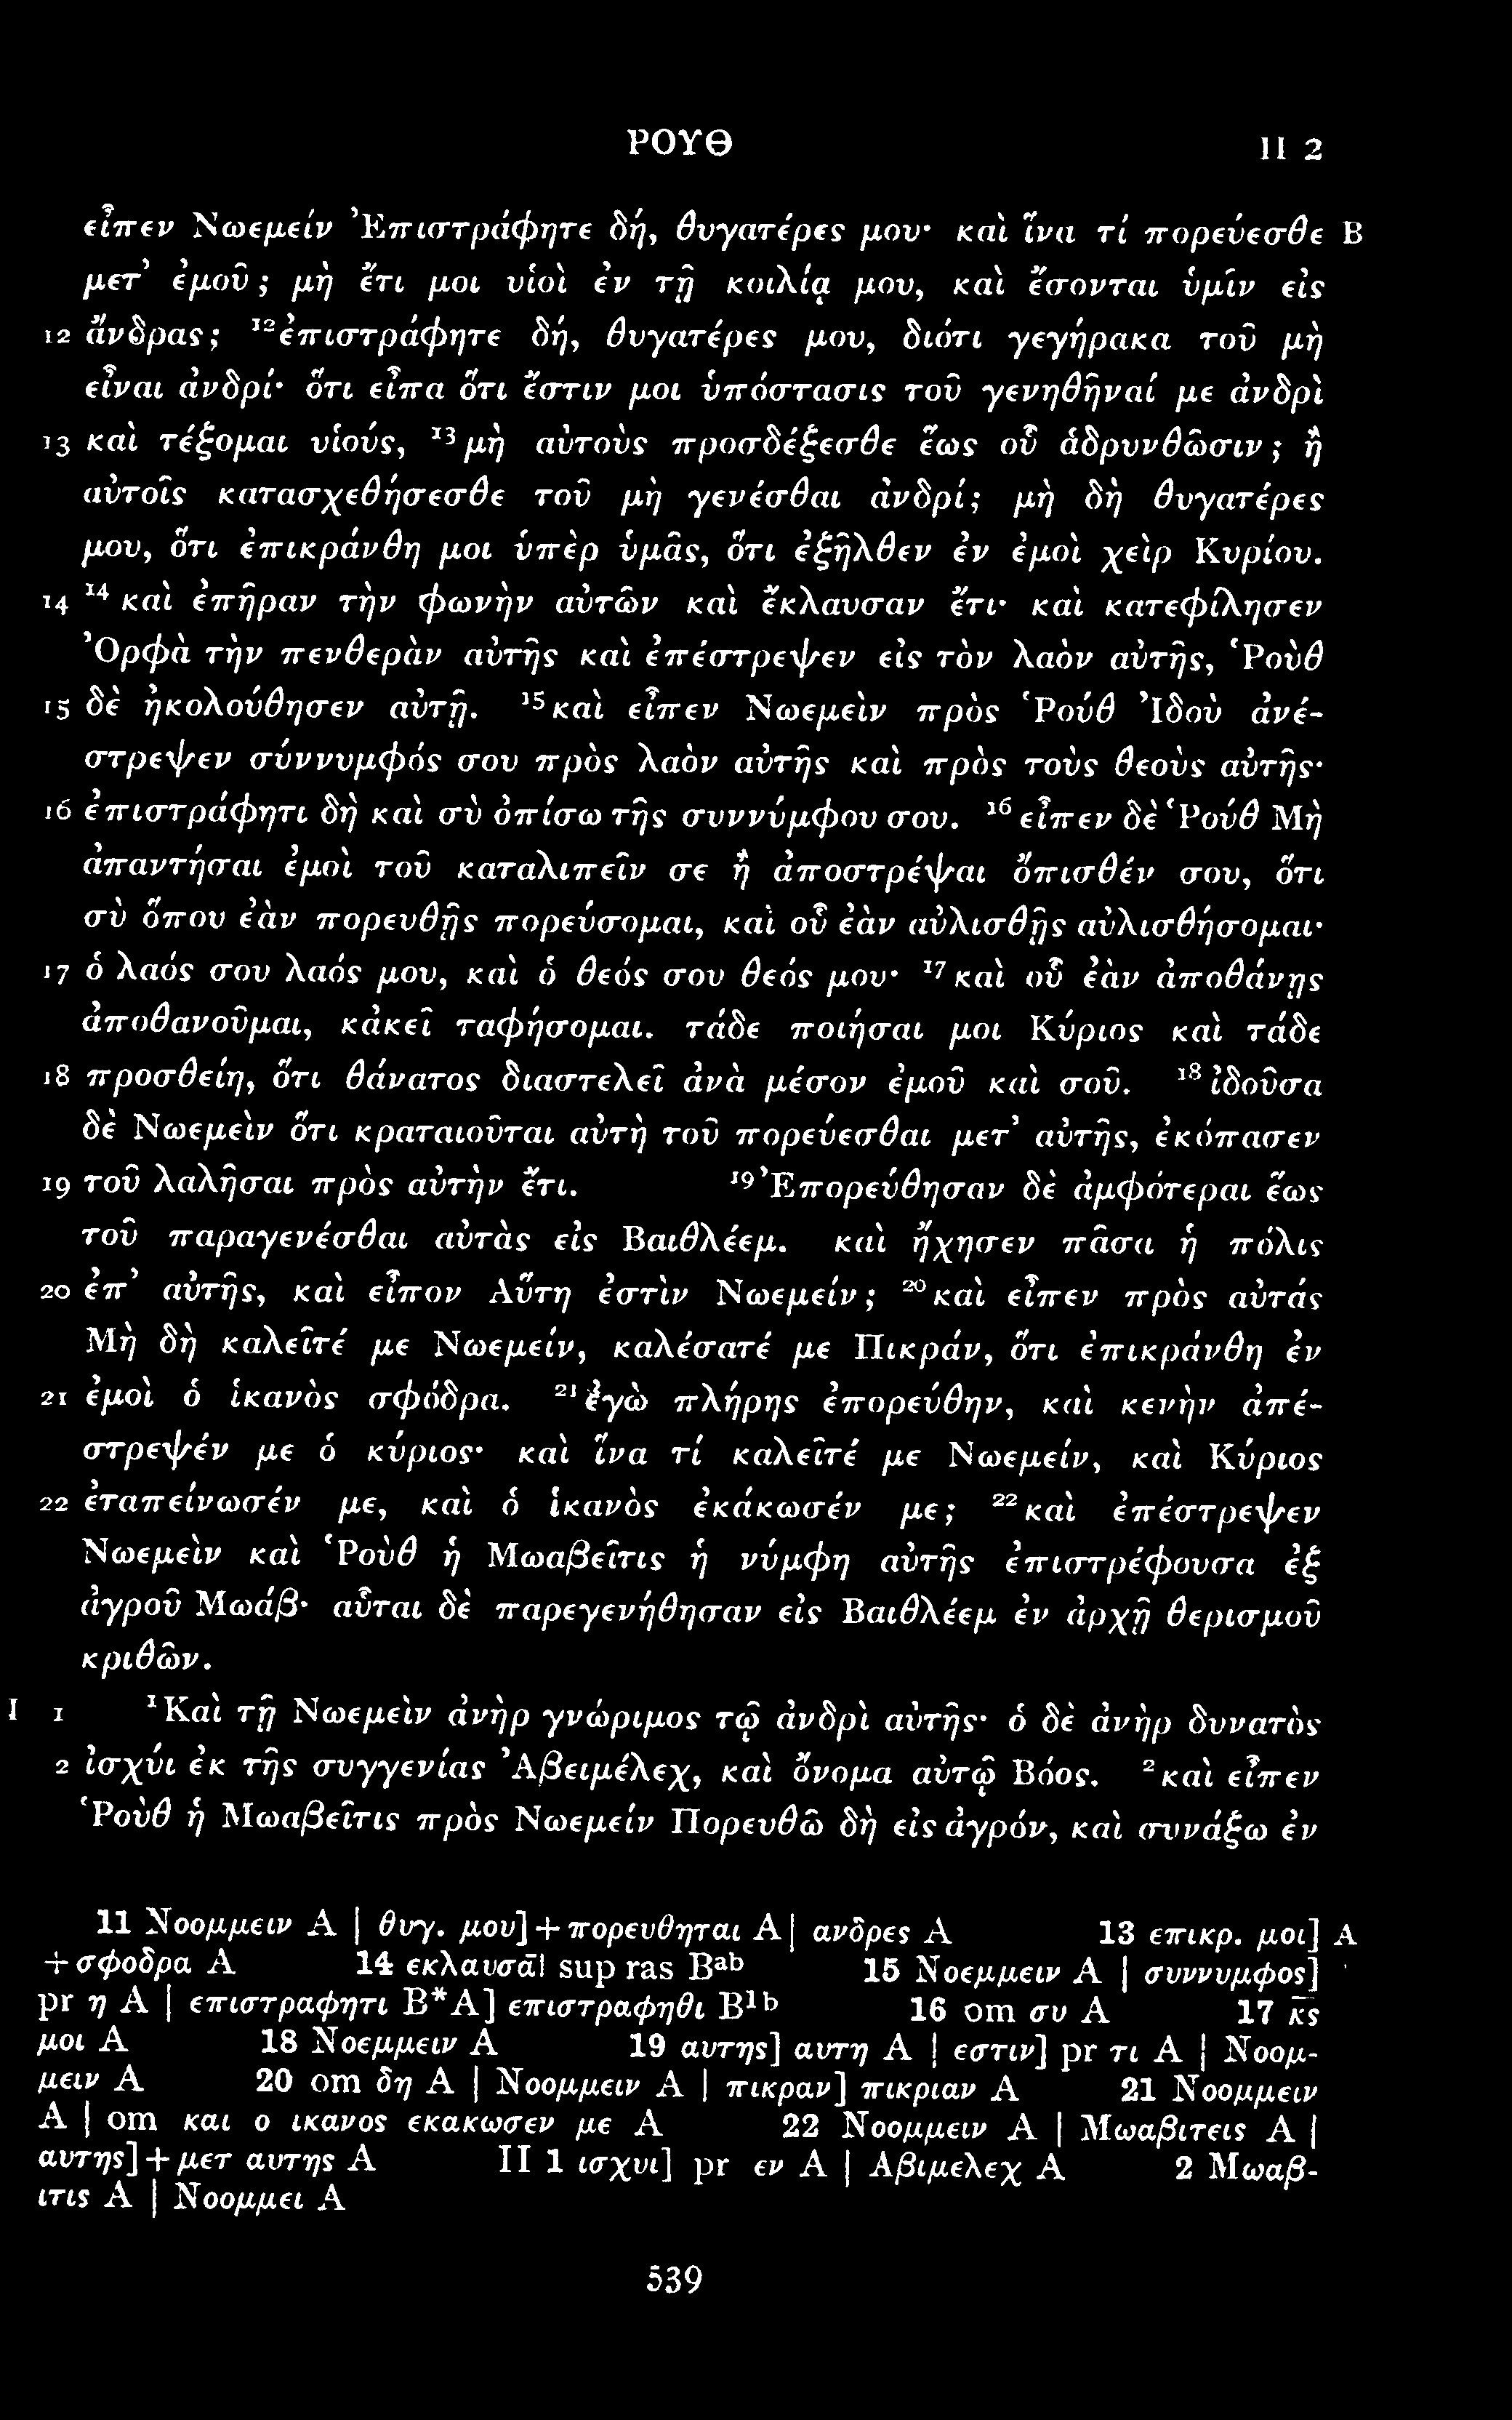 ΡΟΥΘ II 2
εἶπεν Νωεμείν Ἐπιστράφητε δή, θυγατέρες μου· καὶ ἵνα τί πορεύεσθε B
μετ᾽ ἐμοῦ; μὴ ἔτι μοι υἱοὶ ἐν τῇ κοιλίᾳ μου, καὶ ἔσονται ὑμῖν εἰς
12 ἄνδρας; ¹²ἐπιστράφητε δή, θυγατέρες μου, διότι γεγήρακα τοῦ μὴ
εἶναι ἀνδρί· ὅτι εἶπα ὅτι ἔστιν μοι ὑπόστασις τοῦ γενηθῆναί με ἀνδρὶ
13 καὶ τέξομαι υἱούς, ¹³μὴ αὐτοὺς προσδέξεσθε ἕως οὗ ἁδρυνθῶσιν; ἢ
αὐτοῖς κατασχεθήσεσθε τοῦ μὴ γενέσθαι ἀνδρί; μὴ δὴ θυγατέρες
μου, ὅτι ἐπικράνθη μοι ὑπὲρ ὑμᾶς, ὅτι ἐξῆλθεν ἐν ἐμοὶ χεὶρ Κυρίου.
14 ¹⁴καὶ ἐπῆραν τὴν φωνὴν αὐτῶν καὶ ἔκλαυσαν ἔτι· καὶ κατεφίλησεν
Ὀρφὰ τὴν πενθερὰν αὐτῆς καὶ ἐπέστρεψεν εἰς τὸν λαὸν αὐτῆς, Ῥοὺθ
15 δὲ ἠκολούθησεν αὐτῇ. ¹⁵καὶ εἶπεν Νωεμεὶν πρὸς Ῥούθ Ἰδοὺ ἀνέ-
στρεψεν σύννυμφός σου πρὸς λαὸν αὐτῆς καὶ πρὸς τοὺς θεοὺς αὐτῆς·
16 ἐπιστράφητι δὴ καὶ σὺ ὀπίσω τῆς συννύμφου σου. ¹⁶εἶπεν δὲ Ῥούθ Μὴ
ἀπαντήσαι ἐμοὶ τοῦ καταλιπεῖν σε ἢ ἀποστρέψαι ὄπισθέν σου, ὅτι
σὺ ὅπου ἐὰν πορευθῇς πορεύσομαι, καὶ οὗ ἐὰν αὐλισθῇς αὐλισθήσομαι·
17 ὁ λαός σου λαός μου, καὶ ὁ θεός σου θεός μου· ¹⁷καὶ οὗ ἐὰν ἀποθάνῃς
ἀποθανοῦμαι, κἀκεῖ ταφήσομαι. τάδε ποιήσαι μοι Κύριος καὶ τάδε
18 προσθείη, ὅτι θάνατος διαστελεῖ ἀνὰ μέσον ἐμοῦ καὶ σοῦ. ¹⁸ἰδοῦσα
δὲ Νωεμεὶν ὅτι κραταιοῦται αὐτὴ τοῦ πορεύεσθαι μετ᾽ αὐτῆς, ἐκόπασεν
19 τοῦ λαλῆσαι πρὸς αὐτὴν ἔτι. ¹⁹Ἐπορεύθησαν δὲ ἀμφότεραι ἕως
τοῦ παραγενέσθαι αὐτὰς εἰς Βαιθλέεμ. καὶ ἤχησεν πᾶσα ἡ πόλις
20 ἐπ᾽ αὐτῆς, καὶ εἶπον Αὕτη ἐστὶν Νωεμείν; ²⁰καὶ εἶπεν πρὸς αὐτάς
Μὴ δὴ καλεῖτέ με Νωεμείν, καλέσατέ με Πικράν, ὅτι ἐπικράνθη ἐν
21 ἐμοὶ ὁ ἱκανὸς σφόδρα. ²¹ἐγὼ πλήρης ἐπορεύθην, καὶ κενὴν ἀπέ-
στρεψέν με ὁ κύριος· καὶ ἵνα τί καλεῖτέ με Νωεμείν, καὶ Κύριος
22 ἐταπείνωσέν με, καὶ ὁ ἱκανὸς ἐκάκωσέν με; ²²καὶ ἐπέστρεψεν
Νωεμεὶν καὶ Ῥοὺθ ἡ Μωαβεῖτις ἡ νύμφη αὐτῆς ἐπιστρέφουσα ἐξ
ἀγροῦ Μωάβ· αὗται δὲ παρεγενήθησαν εἰς Βαιθλέεμ ἐν ἀρχῇ θερισμοῦ
κριθῶν.
I 1 ¹Καὶ τῇ Νωεμεὶν ἀνὴρ γνώριμος τῷ ἀνδρὶ αὐτῆς· ὁ δὲ ἀνὴρ δυνατὸς
2 ἰσχύι ἐκ τῆς συγγενίας Ἀβειμέλεχ, καὶ ὄνομα αὐτῷ Βόος. ²καὶ εἶπεν
Ῥοὺθ ἡ Μωαβεῖτις πρὸς Νωεμείν Πορευθῶ δὴ εἰς ἀγρόν, καὶ συνάξω ἐν
11 Νοομμειν A | θυγ. μου]+πορευθηται A | ανδρες A 13 επικρ. μοι] A
+σφοδρα A 14 εκλαυσᾱ| sup ras Bᵃᵇ 15 Νοεμμειν A | συννυμφος]
pr η A | επιστραφητι B*A] επιστραφηθι B¹ᵇ 16 om συ A 17 κ̅ς̅
μοι A 18 Νοεμμειν A 19 αυτης] αυτη A | εστιν] pr τι A | Νοομ-
μειν A 20 om δη A | Νοομμειν A | πικραν] πικριαν A 21 Νοομμειν
A | om και ο ικανος εκακωσεν με A 22 Νοομμειν A | Μωαβιτεις A |
αυτης]+μετ αυτης A II 1 ισχυι] pr εν A | Αβιμελεχ A 2 Μωαβ-
ιτις A | Νοομμει A
539